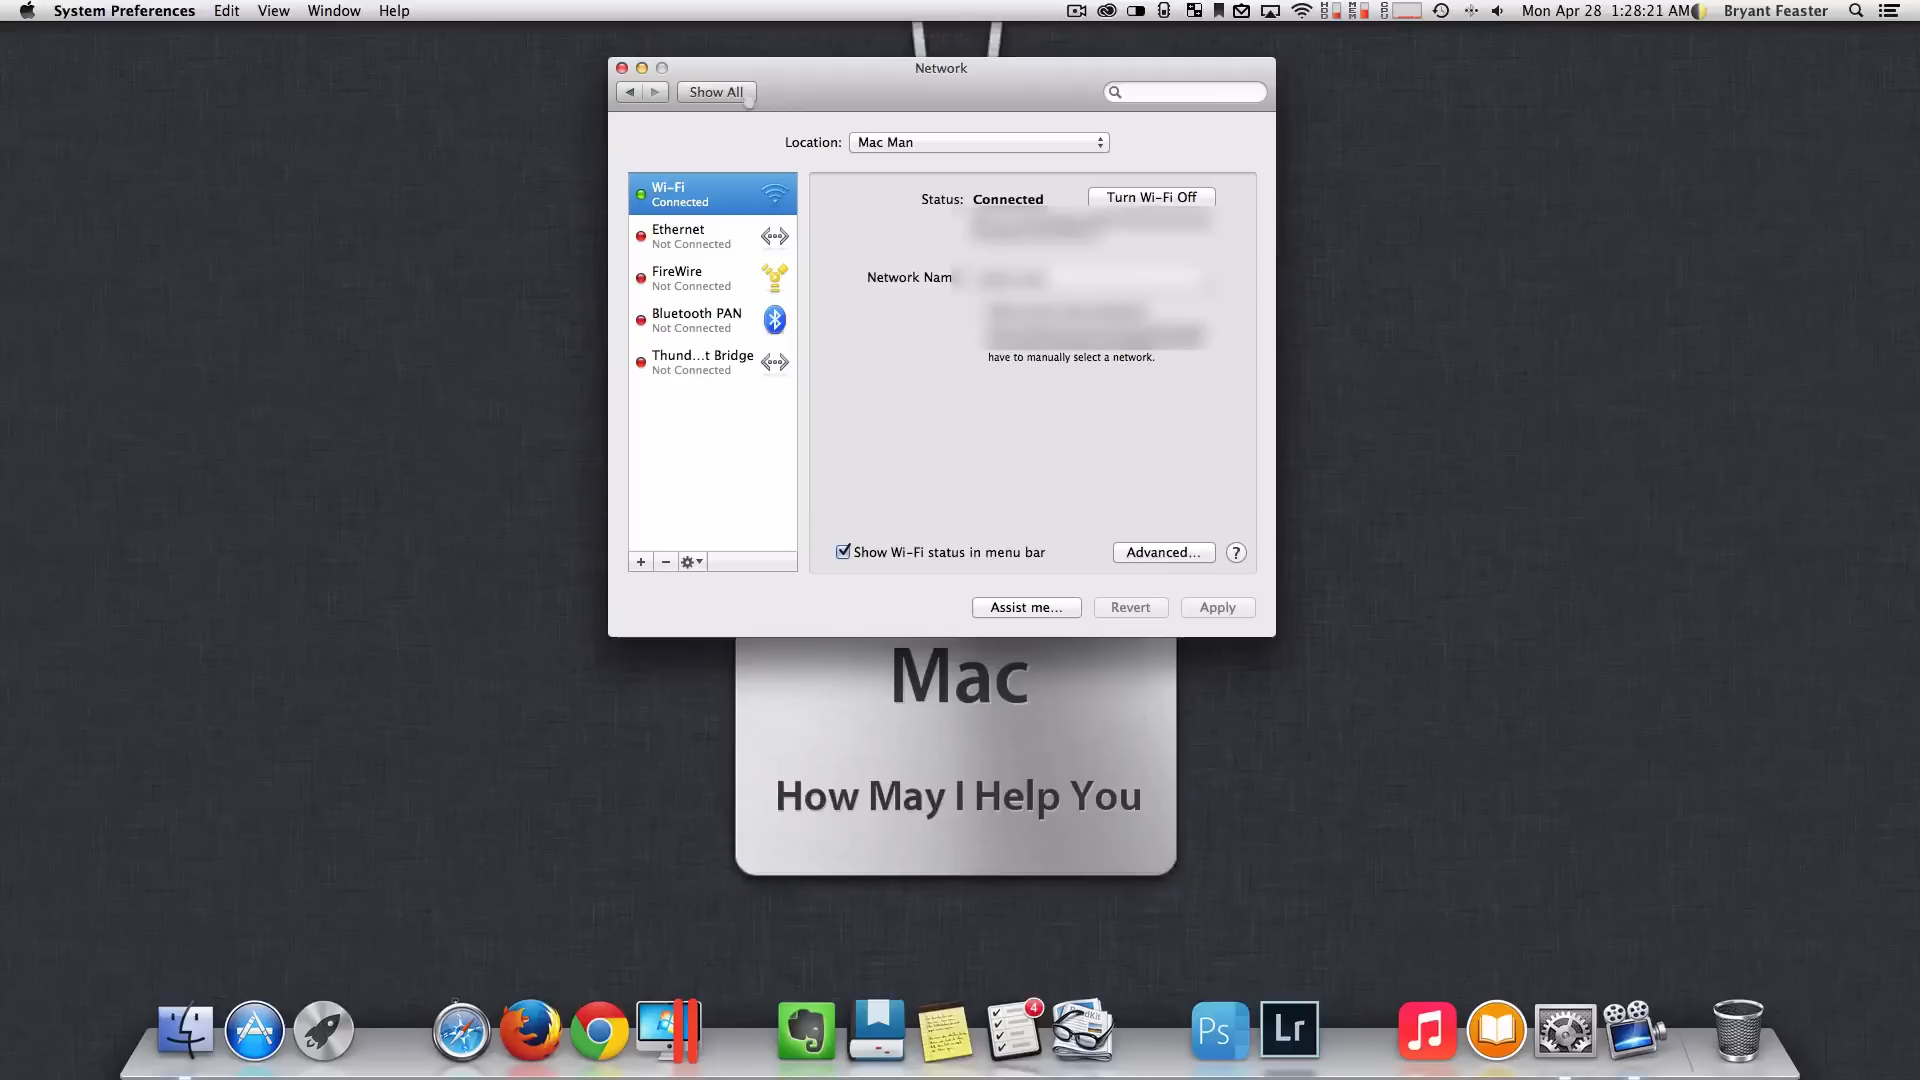 System Preferences Edit View Window Help
Mon Apr 28 1:28:21 AM Bryant Feaster
Network
Show All
Location: Mac Man
Wi-Fi
Connected
Ethernet
Not Connected
FireWire
Not Connected
Bluetooth PAN
Not Connected
Thund...t Bridge
Not Connected
Status: Connected
Turn Wi-Fi Off
Network Nam
have to manually select a network.
Show Wi-Fi status in menu bar
Advanced...
?
+ −
Assist me...
Revert
Apply
Mac
How May I Help You
4
Ps
Lr